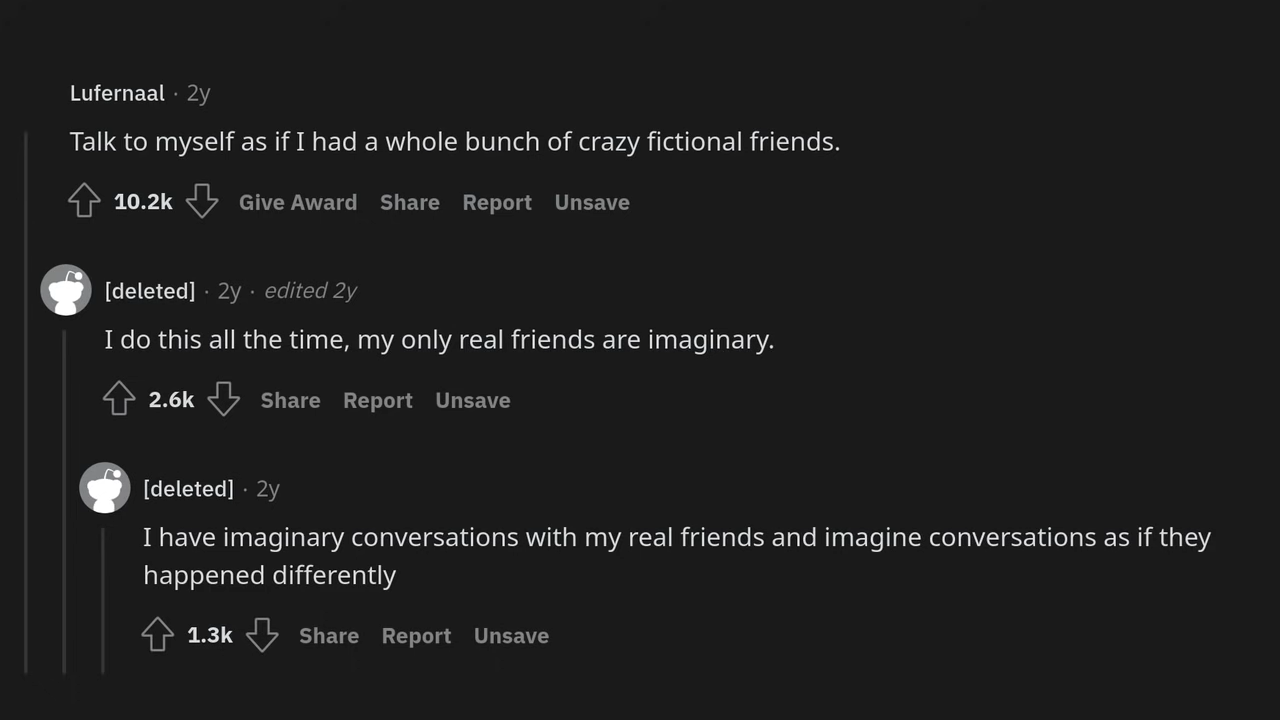 Lufernaal · 2y
Talk to myself as if I had a whole bunch of crazy fictional friends.
10.2k Give Award Share Report Unsave
[deleted] · 2y · edited 2y
I do this all the time, my only real friends are imaginary.
2.6k Share Report Unsave
[deleted] · 2y
I have imaginary conversations with my real friends and imagine conversations as if they
happened differently
1.3k Share Report Unsave